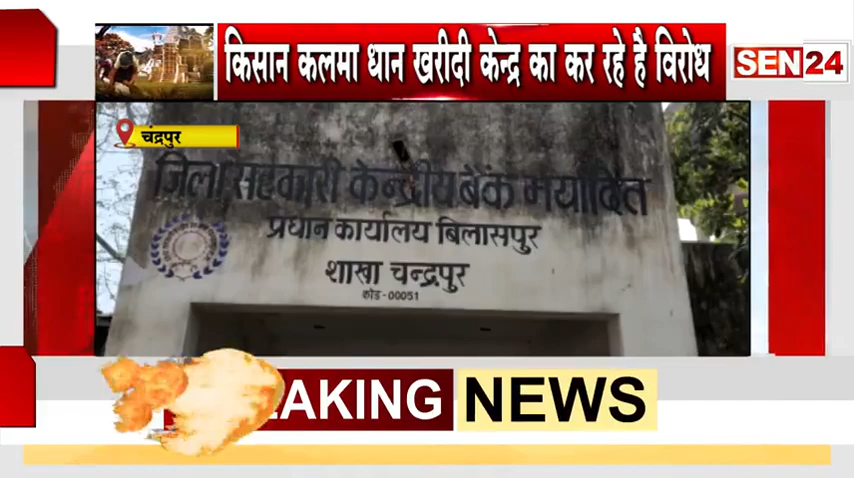 किसान कलमा धान खरीदी केन्द्र का कर रहे है विरोध
SEN24
चंद्रपुर
जिला सहकारी केन्द्रीय बैंक मर्यादित
प्रधान कार्यालय बिलासपुर
शाखा चन्द्रपुर
कोड-00051
AKING NEWS